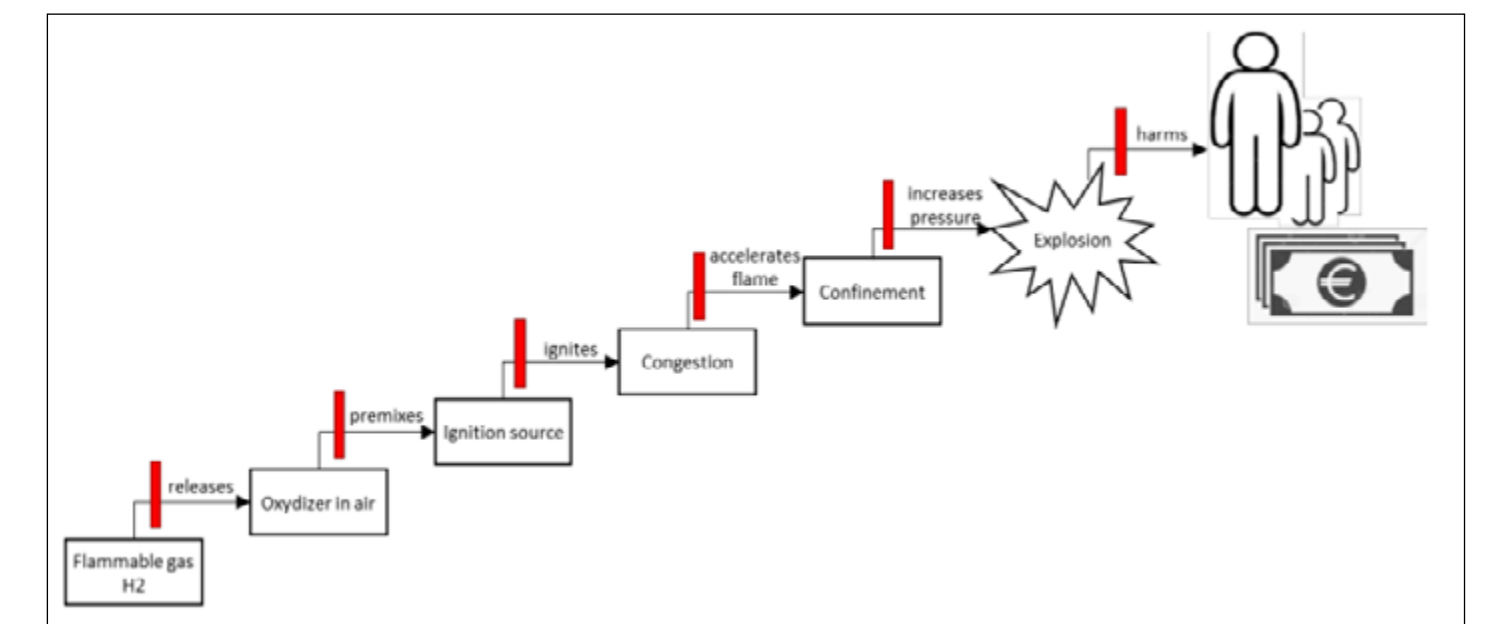 harms
increases
pressure
Explosion
accelerates
flame
Confinement
ignites
Congestion
premixes
Ignition source
releases
Oxydizer in air
Flammable gas
H2
€